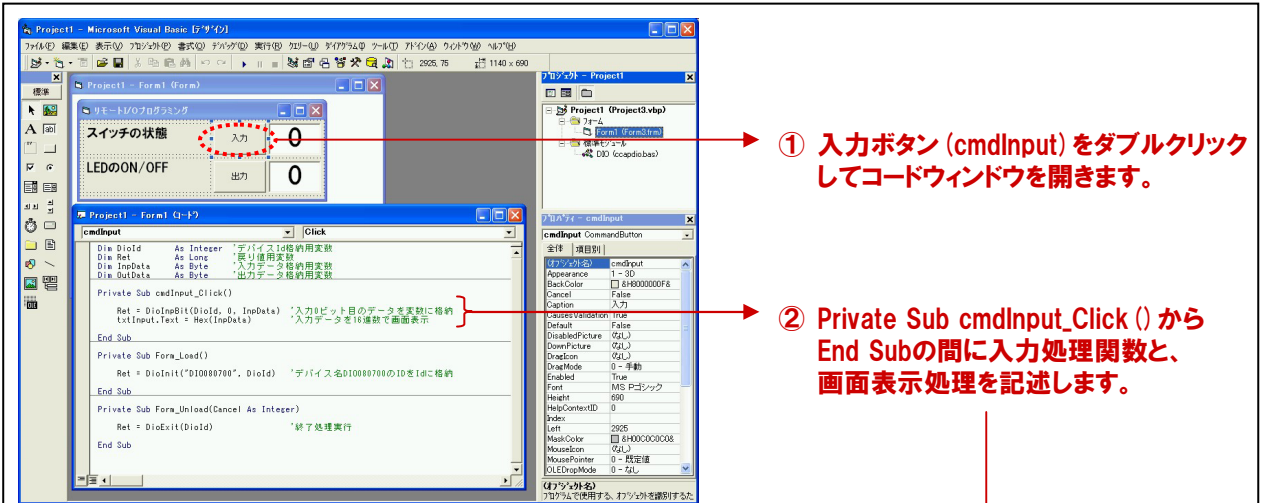 Project1 - Microsoft Visual Basic [ﾃﾞｻﾞｲﾝ]
ﾌｧｲﾙ(F) 編集(E) 表示(V) ﾌﾟﾛｼﾞｪｸﾄ(P) 書式(O) ﾃﾞﾊﾞｯｸﾞ(D) 実行(R) ｸｴﾘｰ(U) ﾀﾞｲｱｸﾞﾗﾑ(I) ﾂｰﾙ(T) ｱﾄﾞｲﾝ(A) ｳｨﾝﾄﾞｳ(W) ﾍﾙﾌﾟ(H)
2925, 75 1140 x 690
標準
Project1 - Form1 (Form)
リモートI/Oプログラミング
スイッチの状態 入力 0
LEDのON/OFF 出力 0
ﾌﾟﾛｼﾞｪｸﾄ - Project1
Project1 (Project3.vbp)
ﾌｫｰﾑ
Form1 (Form3.frm)
標準ﾓｼﾞｭｰﾙ
DIO (ccapdio.bas)
Project1 - Form1 (ｺｰﾄﾞ)
cmdInput Click
Dim DioId As Integer 'デバイスId格納用変数
Dim Ret As Long '戻り値用変数
Dim InpData As Byte '入力データ格納用変数
Dim OutData As Byte '出力データ格納用変数
Private Sub cmdInput_Click()
Ret = DioInpBit(DioId, 0, InpData) '入力0ビット目のデータを変数に格納
txtInput.Text = Hex(InpData) '入力データを16進数で画面表示
End Sub
Private Sub Form_Load()
Ret = DioInit("DIO080700", DioId) 'デバイス名DIO080700のIDをIdに格納
End Sub
Private Sub Form_Unload(Cancel As Integer)
Ret = DioExit(DioId) '終了処理実行
End Sub
ﾌﾟﾛﾊﾟﾃｨ - cmdInput
cmdInput CommandButton
全体 項目別
(ｵﾌﾞｼﾞｪｸﾄ名) cmdInput
Appearance 1 - 3D
BackColor &H8000000F&
Cancel False
Caption 入力
CausesValidation True
Default False
DisabledPicture (なし)
DownPicture (なし)
DragIcon (なし)
DragMode 0 - 手動
Enabled True
Font MS Pゴシック
Height 690
HelpContextID 0
Index
Left 2925
MaskColor &H00C0C0C0&
MouseIcon (なし)
MousePointer 0 - 既定値
OLEDropMode 0 - なし
(ｵﾌﾞｼﾞｪｸﾄ名)
ﾌﾟﾛｸﾞﾗﾑで使用する、ｵﾌﾞｼﾞｪｸﾄを識別するた
① 入力ボタン(cmdInput)をダブルクリック
してコードウィンドウを開きます。
② Private Sub cmdInput_Click()から
End Subの間に入力処理関数と、
画面表示処理を記述します。